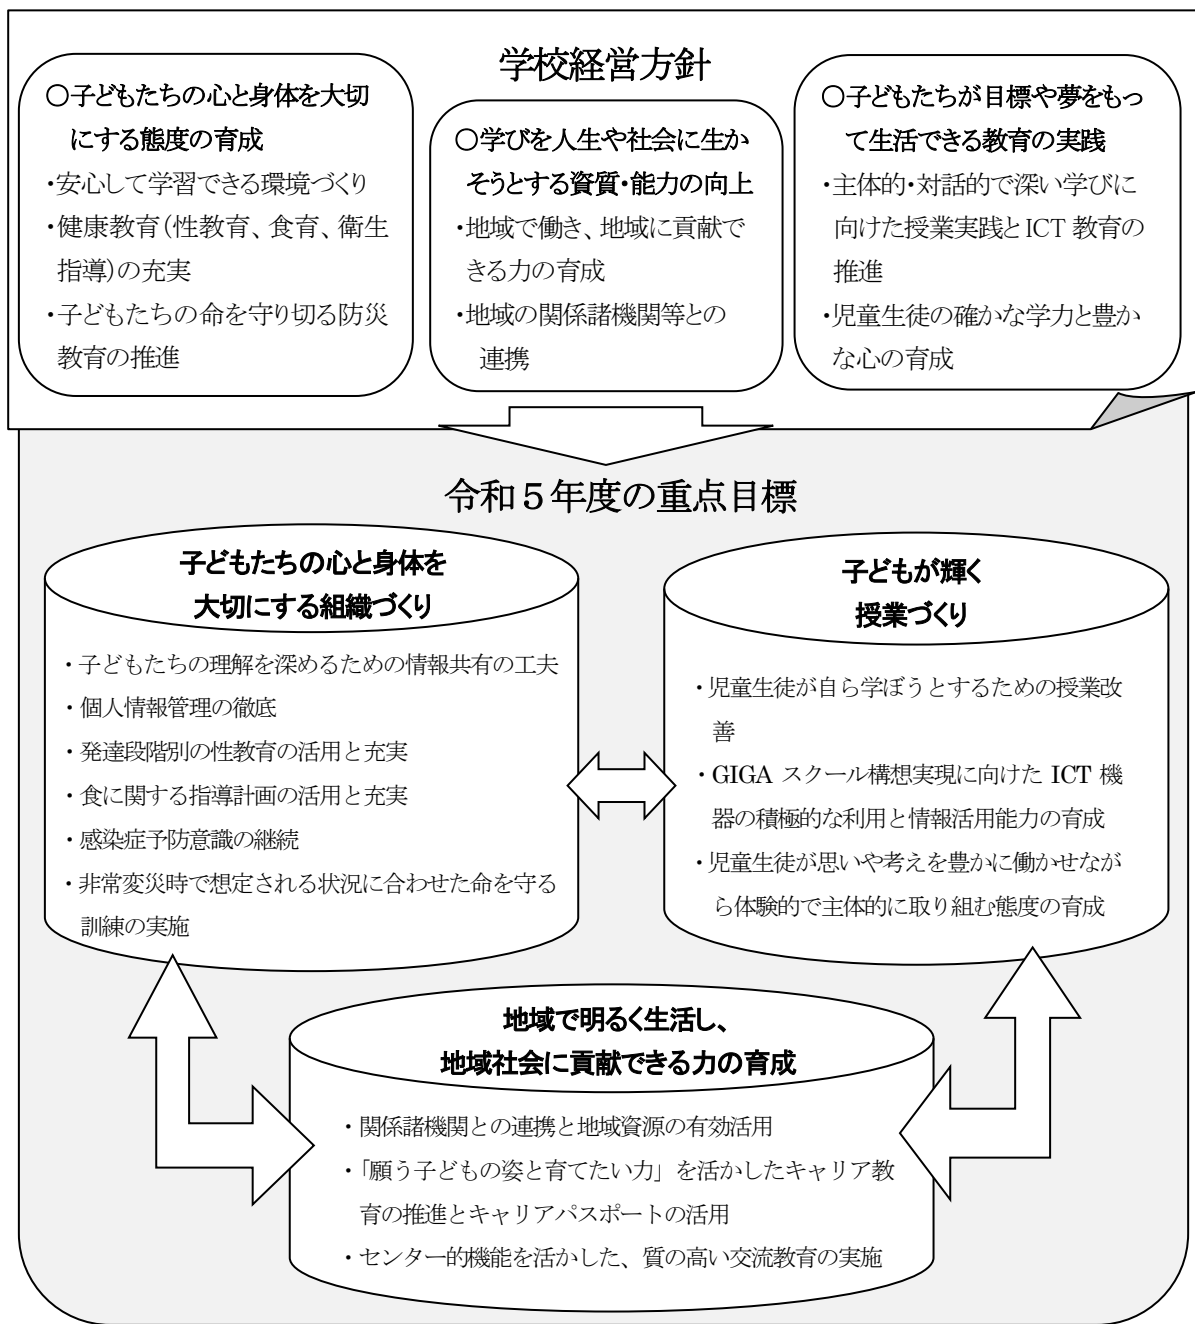 学校経営方針
○子どもたちの心と身体を大切
にする態度の育成
・安心して学習できる環境づくり
・健康教育(性教育、食育、衛生
指導)の充実
・子どもたちの命を守り切る防災
教育の推進
○学びを人生や社会に生か
そうとする資質・能力の向上
・地域で働き、地域に貢献で
きる力の育成
・地域の関係諸機関等との
連携
○子どもたちが目標や夢をもっ
て生活できる教育の実践
・主体的・対話的で深い学びに
向けた授業実践とICT 教育の
推進
・児童生徒の確かな学力と豊か
な心の育成
令和５年度の重点目標
子どもたちの心と身体を
大切にする組織づくり
・子どもたちの理解を深めるための情報共有の工夫
・個人情報管理の徹底
・発達段階別の性教育の活用と充実
・食に関する指導計画の活用と充実
・感染症予防意識の継続
・非常変災時で想定される状況に合わせた命を守る
訓練の実施
子どもが輝く
授業づくり
・児童生徒が自ら学ぼうとするための授業改
善
・GIGA スクール構想実現に向けた ICT 機
器の積極的な利用と情報活用能力の育成
・児童生徒が思いや考えを豊かに働かせなが
ら体験的で主体的に取り組む態度の育成
地域で明るく生活し、
地域社会に貢献できる力の育成
・関係諸機関との連携と地域資源の有効活用
・「願う子どもの姿と育てたい力」を活かしたキャリア教
育の推進とキャリアパスポートの活用
・センター的機能を活かした、質の高い交流教育の実施